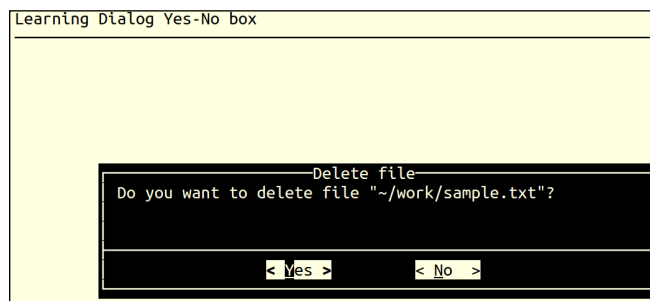 Learning Dialog Yes-No box
Delete file
Do you want to delete file "~/work/sample.txt"?
< Yes > < No >